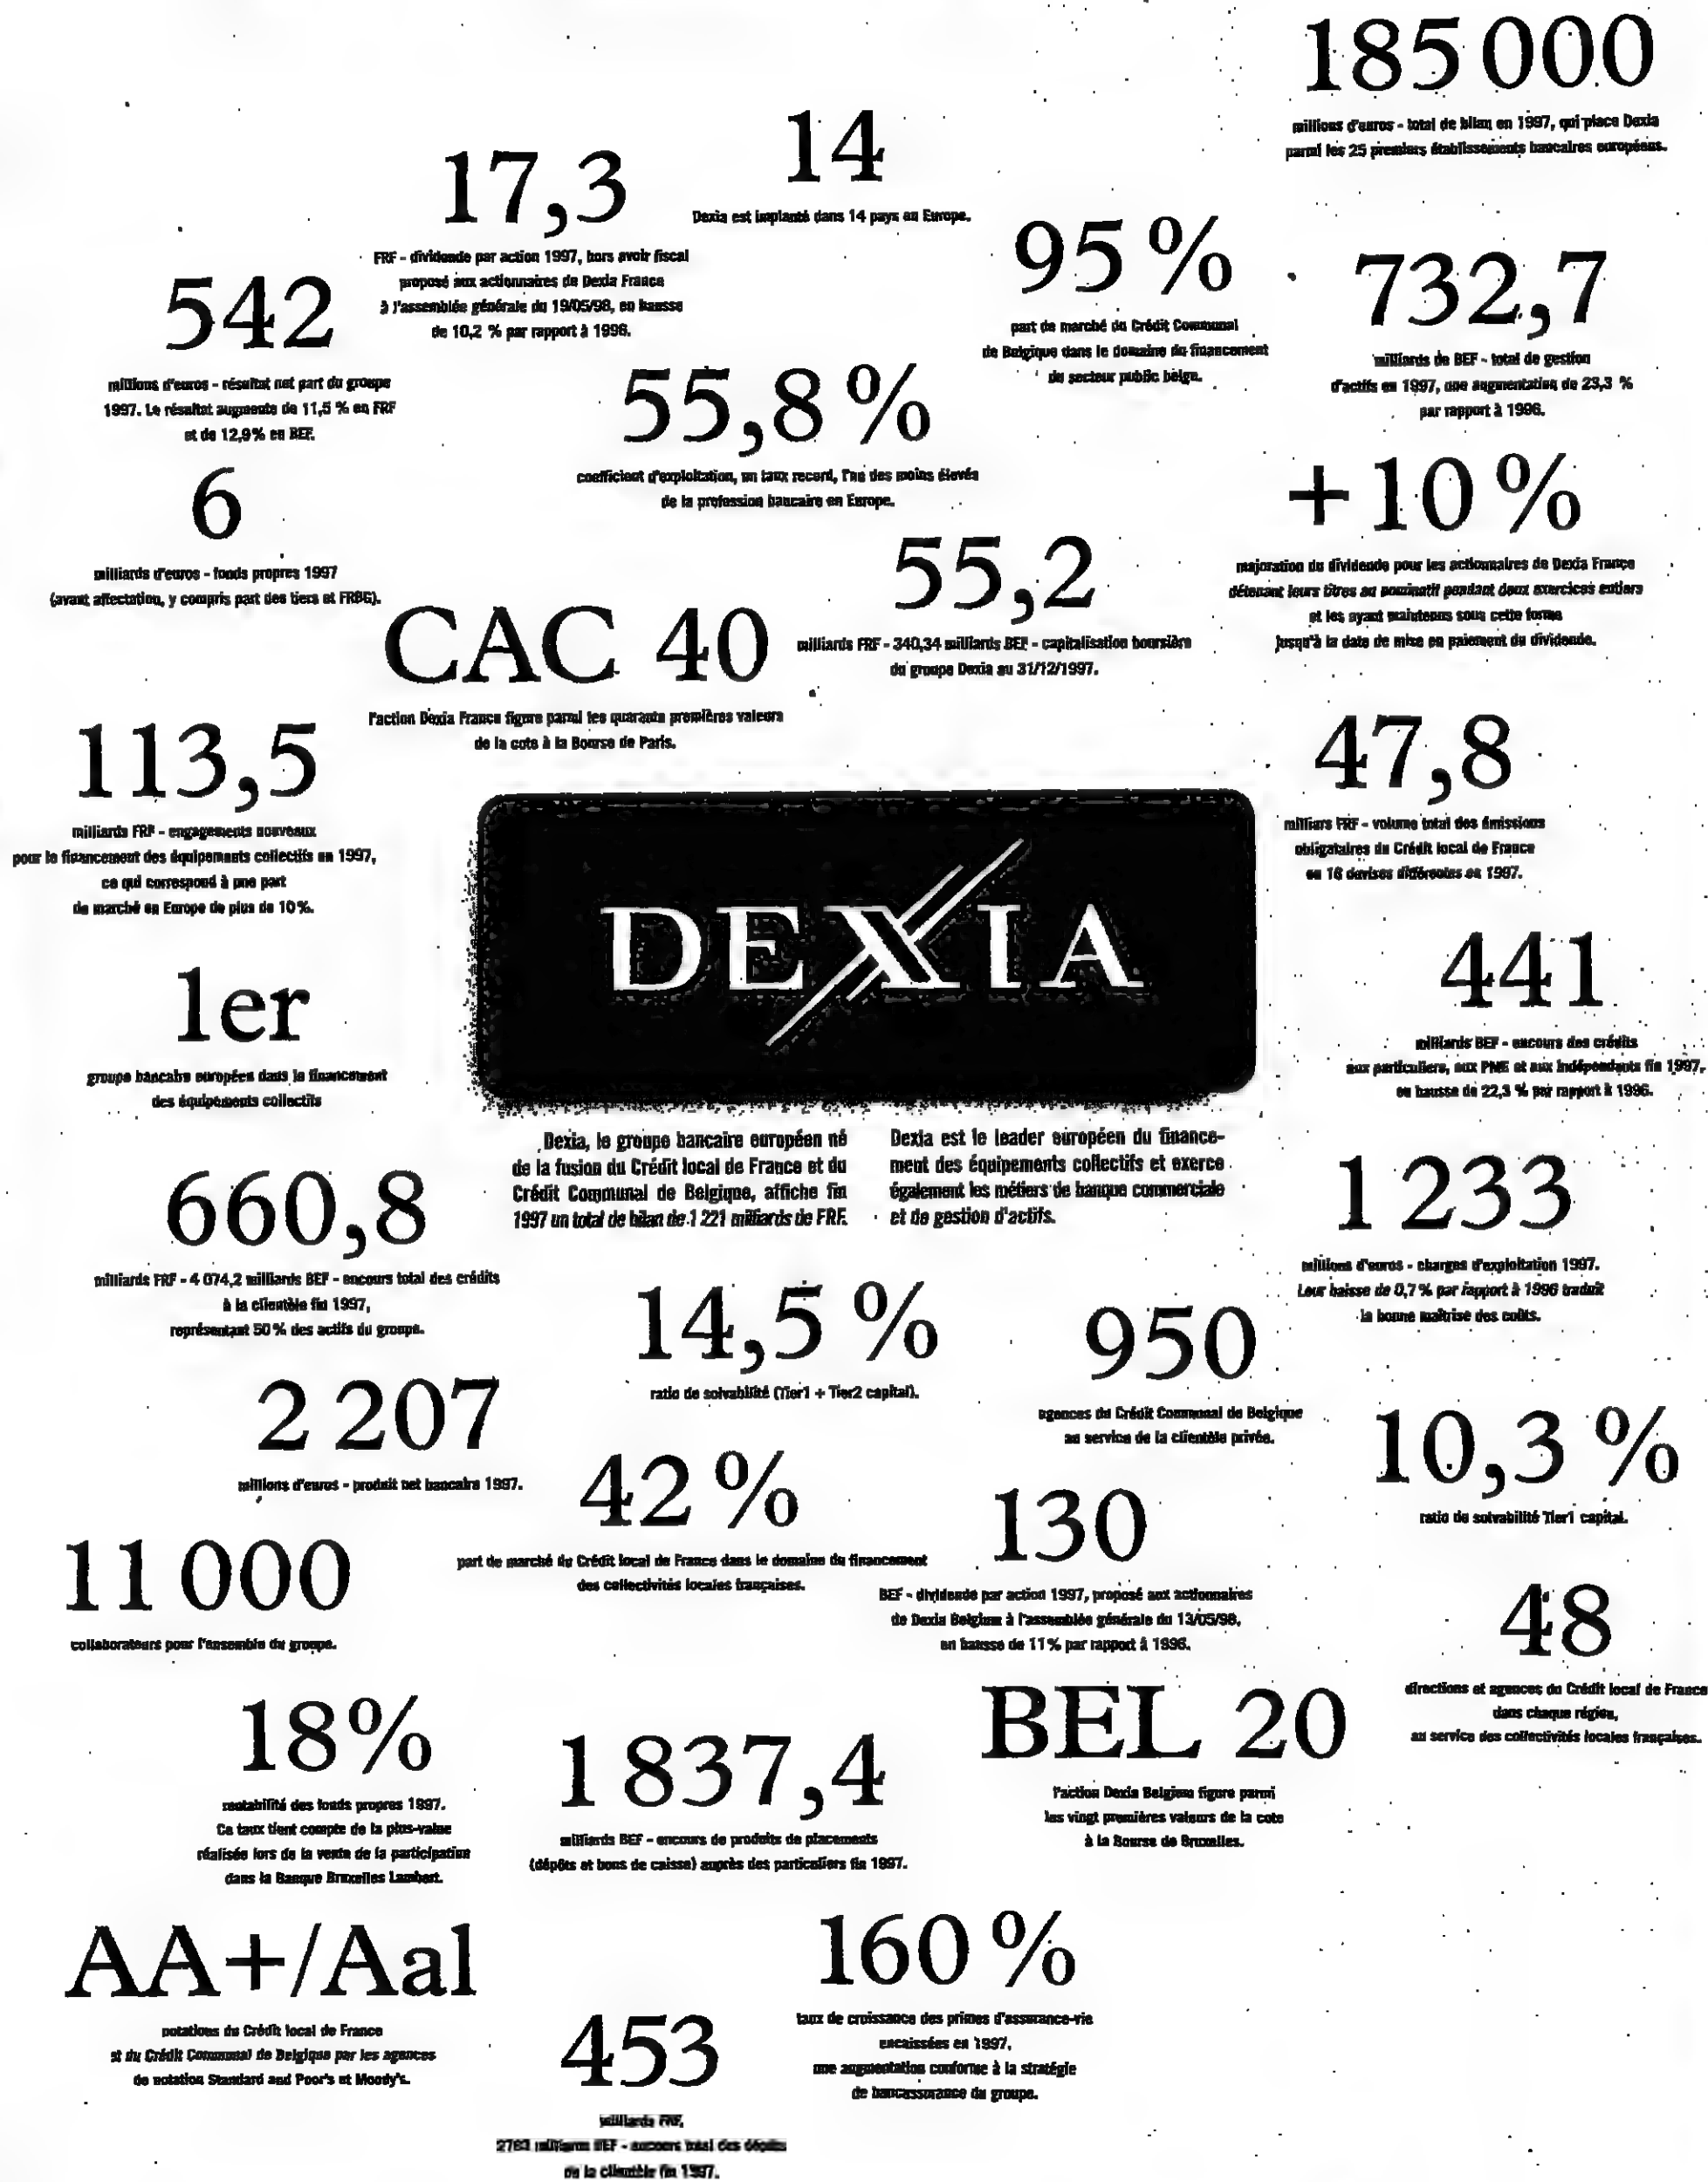 185 000
millions d'euros - total de bilan en 1997, qui place Dexia
parmi les 25 premiers établissements bancaires européens.
14
Dexia est implanté dans 14 pays en Europe.
17,3
FRF - dividende par action 1997, hors avoir fiscal
proposé aux actionnaires de Dexia France
à l'assemblée générale du 19/05/98, en hausse
de 10,2 % par rapport à 1996.
95 %
part de marché du Crédit Communal
de Belgique dans le domaine du financement
du secteur public belge.
732,7
milliards de BEF - total de gestion
d'actifs en 1997, une augmentation de 23,3 %
par rapport à 1996.
542
millions d'euros - résultat net part du groupe
1997. Le résultat augmente de 11,5 % en FRF
et de 12,9% en BEF.
55,8 %
coefficient d'exploitation, un taux record, l'un des moins élevés
de la profession bancaire en Europe.
6
milliards d'euros - fonds propres 1997
(avant affectation, y compris part des tiers et FRBG).
+10 %
majoration du dividende pour les actionnaires de Dexia France
détenant leurs titres au nominatif pendant deux exercices entiers
et les ayant maintenus sous cette forme
jusqu'à la date de mise en paiement du dividende.
55,2
milliards FRF - 340,34 milliards BEF - capitalisation boursière
du groupe Dexia au 31/12/1997.
CAC 40
l'action Dexia France figure parmi les quarante premières valeurs
de la cote à la Bourse de Paris.
113,5
milliards FRF - engagements nouveaux
pour le financement des équipements collectifs en 1997,
ce qui correspond à une part
de marché en Europe de plus de 10%.
47,8
milliars FRF - volume total des émissions
obligataires du Crédit local de France
en 16 devises différentes en 1997.
DEXIA
1er
groupe bancaire européen dans le financement
des équipements collectifs
441
milliards BEF - encours des crédits
aux particuliers, aux PME et aux indépendants fin 1997,
en hausse de 22,3 % par rapport à 1996.
Dexia, le groupe bancaire européen né
de la fusion du Crédit local de France et du
Crédit Communal de Belgique, affiche fin
1997 un total de bilan de 1 221 milliards de FRF.
Dexia est le leader européen du finance-
ment des équipements collectifs et exerce
également les métiers de banque commerciale
et de gestion d'actifs.
660,8
milliards FRF - 4 074,2 milliards BEF - encours total des crédits
à la clientèle fin 1997,
représentant 50 % des actifs du groupe.
1 233
millions d'euros - charges d'exploitation 1997.
Leur baisse de 0,7 % par rapport à 1996 traduit
la bonne maîtrise des coûts.
14,5 %
ratio de solvabilité (Tier1 + Tier2 capital).
950
agences du Crédit Communal de Belgique
au service de la clientèle privée.
2 207
millions d'euros - produit net bancaire 1997.
10,3 %
ratio de solvabilité Tier1 capital.
42 %
part de marché du Crédit local de France dans le domaine du financement
des collectivités locales françaises.
130
BEF - dividende par action 1997, proposé aux actionnaires
de Dexia Belgium à l'assemblée générale du 13/05/98,
en hausse de 11% par rapport à 1996.
11 000
collaborateurs pour l'ensemble du groupe.
48
directions et agences du Crédit local de France
dans chaque région,
au service des collectivités locales françaises.
18%
rentabilité des fonds propres 1997.
Ce taux tient compte de la plus-value
réalisée lors de la vente de la participation
dans la Banque Bruxelles Lambert.
1 837,4
milliards BEF - encours de produits de placements
(dépôts et bons de caisse) auprès des particuliers fin 1997.
BEL 20
l'action Dexia Belgium figure parmi
les vingt premières valeurs de la cote
à la Bourse de Bruxelles.
AA+/Aa1
notations du Crédit local de France
et du Crédit Communal de Belgique par les agences
de notation Standard and Poor's et Moody's.
160 %
taux de croissance des primes d'assurance-vie
encaissées en 1997,
une augmentation conforme à la stratégie
de bancassurance du groupe.
453
milliards FRF,
milliards BEF - encours total des dépôts
de la clientèle fin 1997.